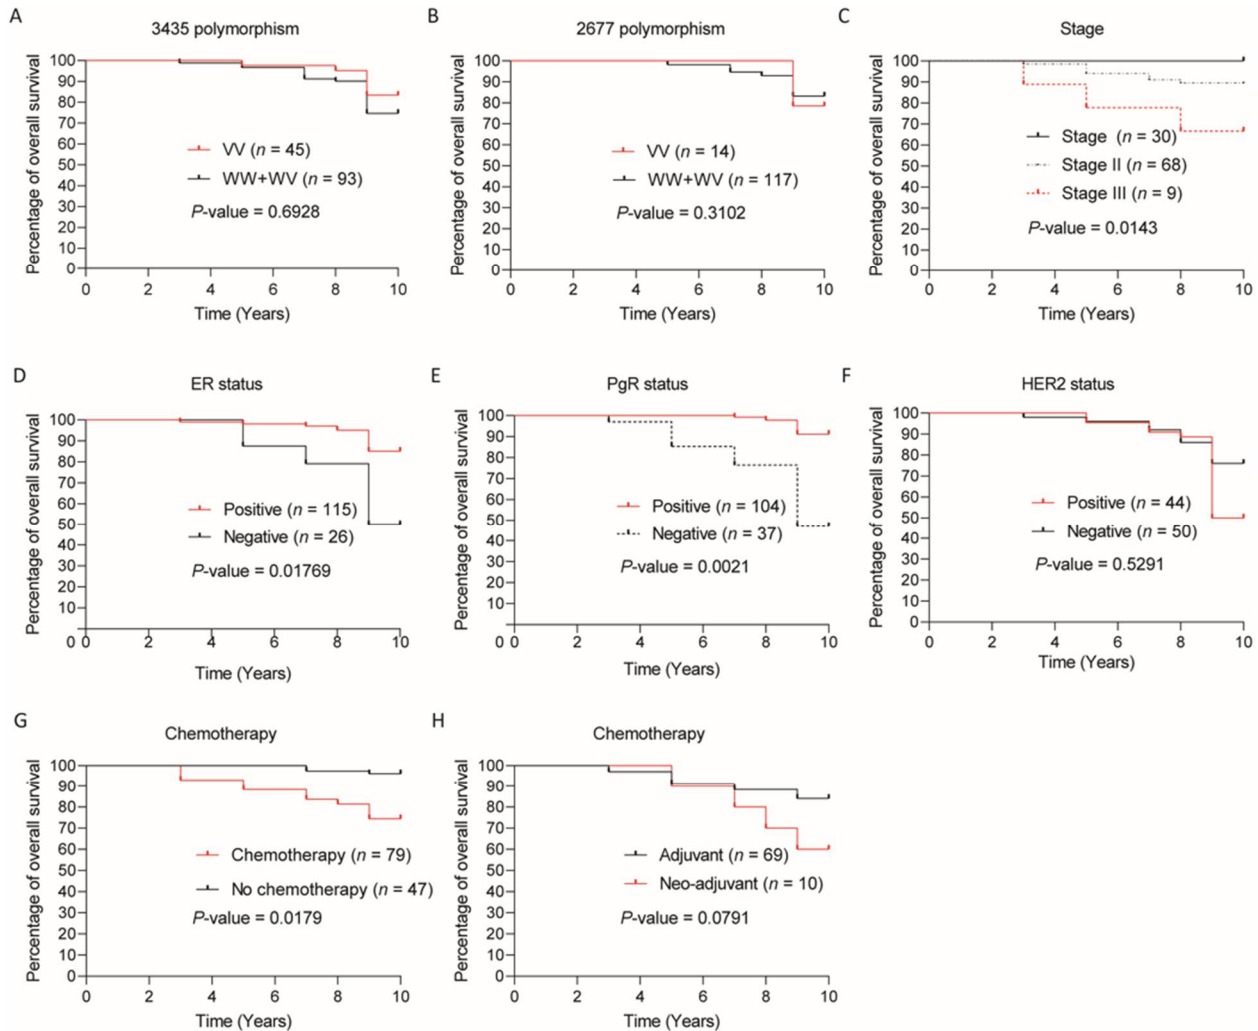 A
3435 polymorphism
Percentage of overall survival
100
90
80
70
60
50
40
30
20
10
0
VV (n = 45)
WW+WV (n = 93)
P-value = 0.6928
0 2 4 6 8 10
Time (Years)
B
2677 polymorphism
Percentage of overall survival
100
90
80
70
60
50
40
30
20
10
0
VV (n = 14)
WW+WV (n = 117)
P-value = 0.3102
0 2 4 6 8 10
Time (Years)
C
Stage
Percentage of overall survival
100
90
80
70
60
50
40
30
20
10
0
Stage (n = 30)
Stage II (n = 68)
Stage III (n = 9)
P-value = 0.0143
0 2 4 6 8 10
Time (Years)
D
ER status
Percentage of overall survival
100
90
80
70
60
50
40
30
20
10
Positive (n = 115)
Negative (n = 26)
P-value = 0.01769
0 0 2 4 6 8 10
Time (Years)
E
PgR status
Percentage of overall survival
100
90
80
70
60
50
40
30
20
10
Positive (n = 104)
Negative (n = 37)
P-value = 0.0021
0 0 2 4 6 8 10
Time (Years)
F
HER2 status
Percentage of overall survival
100
90
80
70
60
50
40
30
20
10
0
Positive (n = 44)
Negative (n = 50)
P-value = 0.5291
0 2 4 6 8 10
Time (Years)
G
Chemotherapy
Percentage of overall survival
100
90
80
70
60
50
40
30
20
10
0
Chemotherapy (n = 79)
No chemotherapy (n = 47)
P-value = 0.0179
0 2 4 6 8 10
Time (Years)
H
Chemotherapy
Percentage of overall survival
100
90
80
70
60
50
40
30
20
10
0
Adjuvant (n = 69)
Neo-adjuvant (n = 10)
P-value = 0.0791
0 2 4 6 8 10
Time (Years)